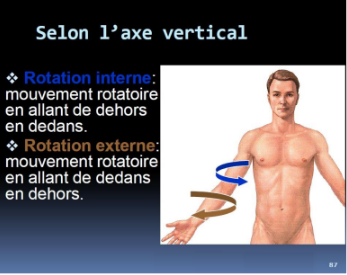 Selon l’axe vertical
❖ Rotation interne:
mouvement rotatoire
en allant de dehors
en dedans.
❖ Rotation externe:
mouvement rotatoire
en allant de dedans
en dehors.
87